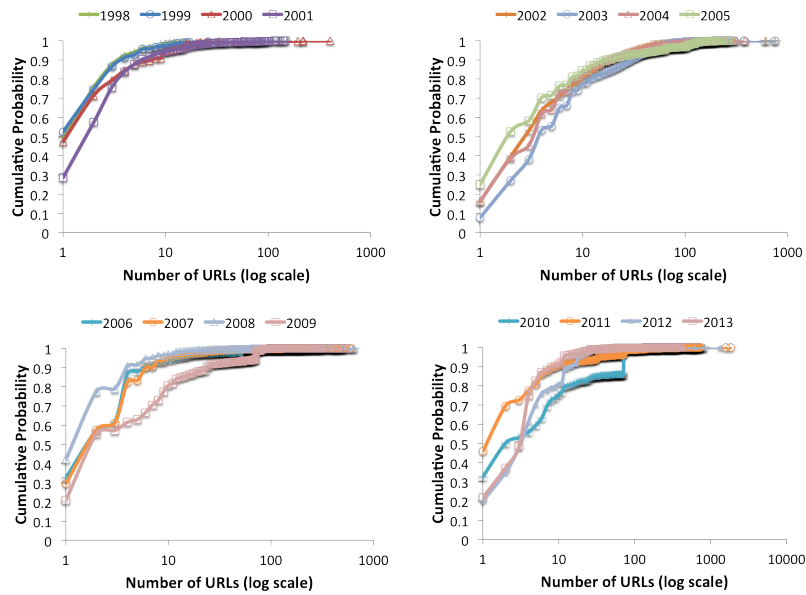 1998 1999 2000 2001
1
0.9
0.8
0.7
0.6
0.5
0.4
0.3
0.2
0.1
0
Cumulative Probability
1 10 100 1000
Number of URLs (log scale)
2002 2003 2004 2005
1
0.9
0.8
0.7
0.6
0.5
0.4
0.3
0.2
0.1
0
Cumulative Probability
1 10 100 1000
Number of URLs (log scale)
2006 2007 2008 2009
1
0.9
0.8
0.7
0.6
0.5
0.4
0.3
0.2
0.1
0
Cumulative Probability
1 10 100 1000
Number of URLs (log scale)
2010 2011 2012 2013
1
0.9
0.8
0.7
0.6
0.5
0.4
0.3
0.2
0.1
0
Cumulative Probability
1 10 100 1000 10000
Number of URLs (log scale)